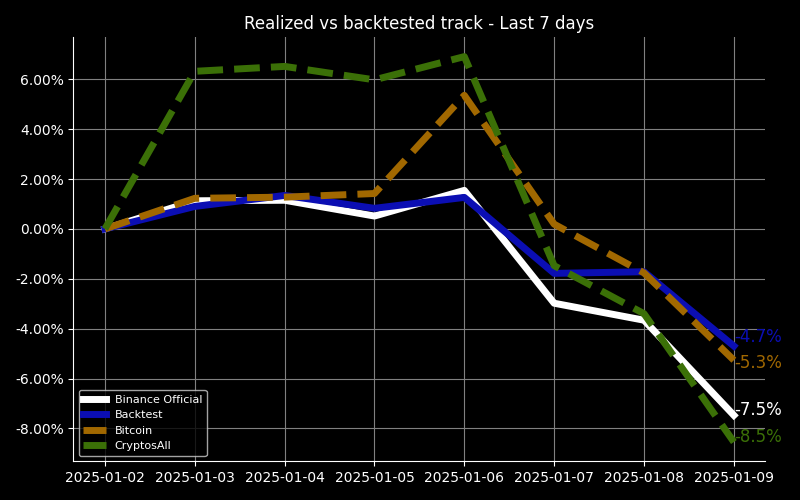 Realized vs backtested track - Last 7 days
6.00%
4.00%
2.00%
0.00%
-2.00%
-4.00%
-6.00%
-8.00%
-4.7%
-5.3%
-7.5%
-8.5%
Binance Official
Backtest
Bitcoin
CryptosAll
2025-01-02 2025-01-03 2025-01-04 2025-01-05 2025-01-06 2025-01-07 2025-01-08 2025-01-09